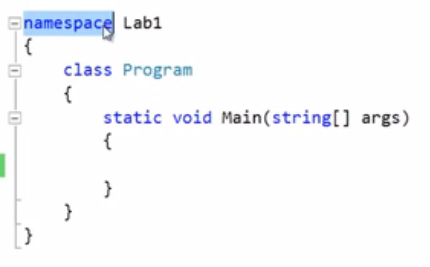 namespace Lab1
{
class Program
{
static void Main(string[] args)
{
}
}
}